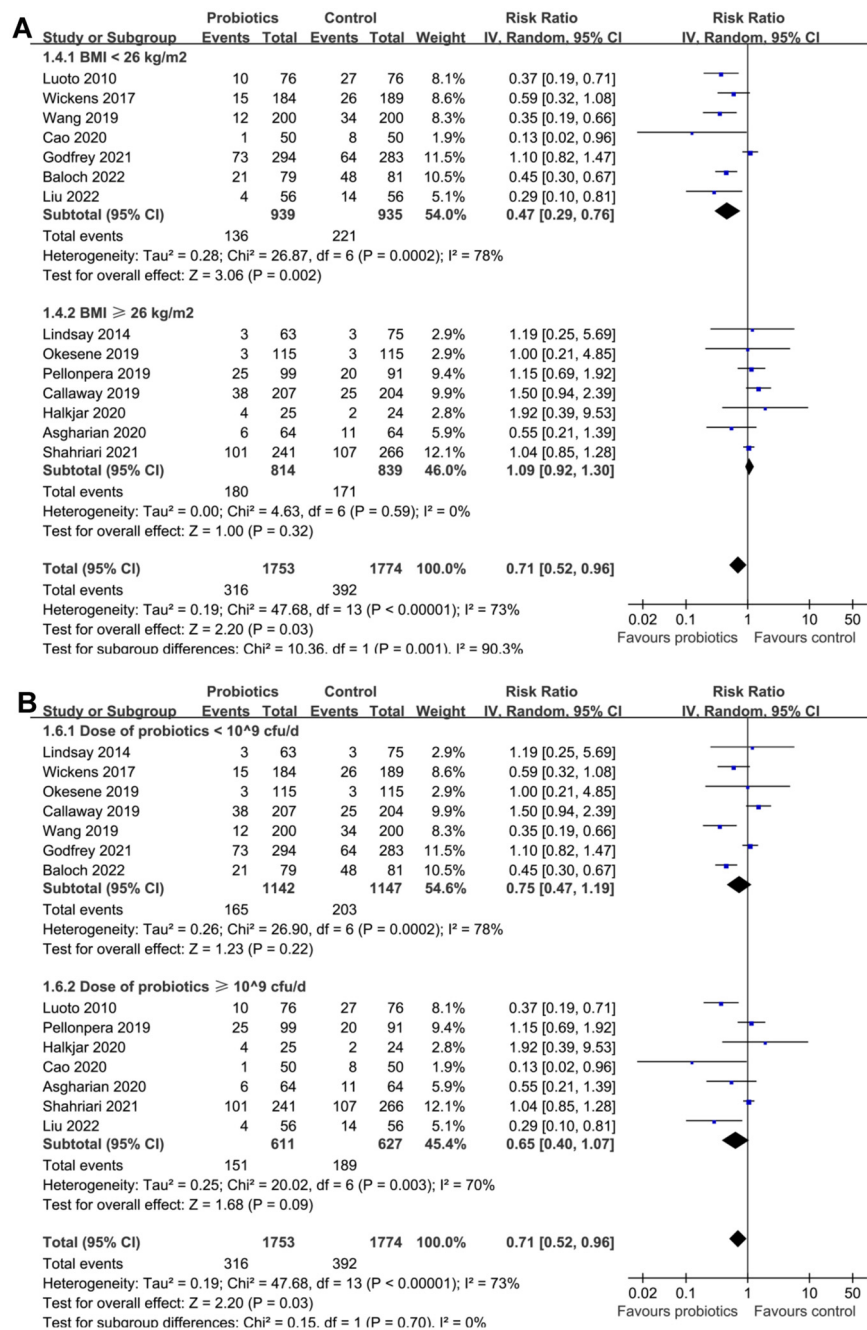 A
Probiotics Control Risk Ratio Risk Ratio
Study or Subgroup Events Total Events Total Weight IV, Random, 95% CI IV, Random, 95% CI
1.4.1 BMI < 26 kg/m2
Luoto 2010 10 76 27 76 8.1% 0.37 [0.19, 0.71]
Wickens 2017 15 184 26 189 8.6% 0.59 [0.32, 1.08]
Wang 2019 12 200 34 200 8.3% 0.35 [0.19, 0.66]
Cao 2020 1 50 8 50 1.9% 0.13 [0.02, 0.96]
Godfrey 2021 73 294 64 283 11.5% 1.10 [0.82, 1.47]
Baloch 2022 21 79 48 81 10.5% 0.45 [0.30, 0.67]
Liu 2022 4 56 14 56 5.1% 0.29 [0.10, 0.81]
Subtotal (95% CI) 939 935 54.0% 0.47 [0.29, 0.76]
Total events 136 221
Heterogeneity: Tau² = 0.28; Chi² = 26.87, df = 6 (P = 0.0002); I² = 78%
Test for overall effect: Z = 3.06 (P = 0.002)
1.4.2 BMI ≥ 26 kg/m2
Lindsay 2014 3 63 3 75 2.9% 1.19 [0.25, 5.69]
Okesene 2019 3 115 3 115 2.9% 1.00 [0.21, 4.85]
Pellonpera 2019 25 99 20 91 9.4% 1.15 [0.69, 1.92]
Callaway 2019 38 207 25 204 9.9% 1.50 [0.94, 2.39]
Halkjar 2020 4 25 2 24 2.8% 1.92 [0.39, 9.53]
Asgharian 2020 6 64 11 64 5.9% 0.55 [0.21, 1.39]
Shahriari 2021 101 241 107 266 12.1% 1.04 [0.85, 1.28]
Subtotal (95% CI) 814 839 46.0% 1.09 [0.92, 1.30]
Total events 180 171
Heterogeneity: Tau² = 0.00; Chi² = 4.63, df = 6 (P = 0.59); I² = 0%
Test for overall effect: Z = 1.00 (P = 0.32)
Total (95% CI) 1753 1774 100.0% 0.71 [0.52, 0.96]
Total events 316 392
Heterogeneity: Tau² = 0.19; Chi² = 47.68, df = 13 (P < 0.00001); I² = 73%
Test for overall effect: Z = 2.20 (P = 0.03)
Test for subgroup differences: Chi² = 10.36, df = 1 (P = 0.001), I² = 90.3%
0.02 0.1 1 10 50
Favours probiotics Favours control
B
Probiotics Control Risk Ratio Risk Ratio
Study or Subgroup Events Total Events Total Weight IV, Random, 95% CI IV, Random, 95% CI
1.6.1 Dose of probiotics < 10^9 cfu/d
Lindsay 2014 3 63 3 75 2.9% 1.19 [0.25, 5.69]
Wickens 2017 15 184 26 189 8.6% 0.59 [0.32, 1.08]
Okesene 2019 3 115 3 115 2.9% 1.00 [0.21, 4.85]
Callaway 2019 38 207 25 204 9.9% 1.50 [0.94, 2.39]
Wang 2019 12 200 34 200 8.3% 0.35 [0.19, 0.66]
Godfrey 2021 73 294 64 283 11.5% 1.10 [0.82, 1.47]
Baloch 2022 21 79 48 81 10.5% 0.45 [0.30, 0.67]
Subtotal (95% CI) 1142 1147 54.6% 0.75 [0.47, 1.19]
Total events 165 203
Heterogeneity: Tau² = 0.26; Chi² = 26.90, df = 6 (P = 0.0002); I² = 78%
Test for overall effect: Z = 1.23 (P = 0.22)
1.6.2 Dose of probiotics ≥ 10^9 cfu/d
Luoto 2010 10 76 27 76 8.1% 0.37 [0.19, 0.71]
Pellonpera 2019 25 99 20 91 9.4% 1.15 [0.69, 1.92]
Halkjar 2020 4 25 2 24 2.8% 1.92 [0.39, 9.53]
Cao 2020 1 50 8 50 1.9% 0.13 [0.02, 0.96]
Asgharian 2020 6 64 11 64 5.9% 0.55 [0.21, 1.39]
Shahriari 2021 101 241 107 266 12.1% 1.04 [0.85, 1.28]
Liu 2022 4 56 14 56 5.1% 0.29 [0.10, 0.81]
Subtotal (95% CI) 611 627 45.4% 0.65 [0.40, 1.07]
Total events 151 189
Heterogeneity: Tau² = 0.25; Chi² = 20.02, df = 6 (P = 0.003); I² = 70%
Test for overall effect: Z = 1.68 (P = 0.09)
Total (95% CI) 1753 1774 100.0% 0.71 [0.52, 0.96]
Total events 316 392
Heterogeneity: Tau² = 0.19; Chi² = 47.68, df = 13 (P < 0.00001); I² = 73%
Test for overall effect: Z = 2.20 (P = 0.03)
Test for subgroup differences: Chi² = 0.15, df = 1 (P = 0.70), I² = 0%
0.02 0.1 1 10 50
Favours probiotics Favours control